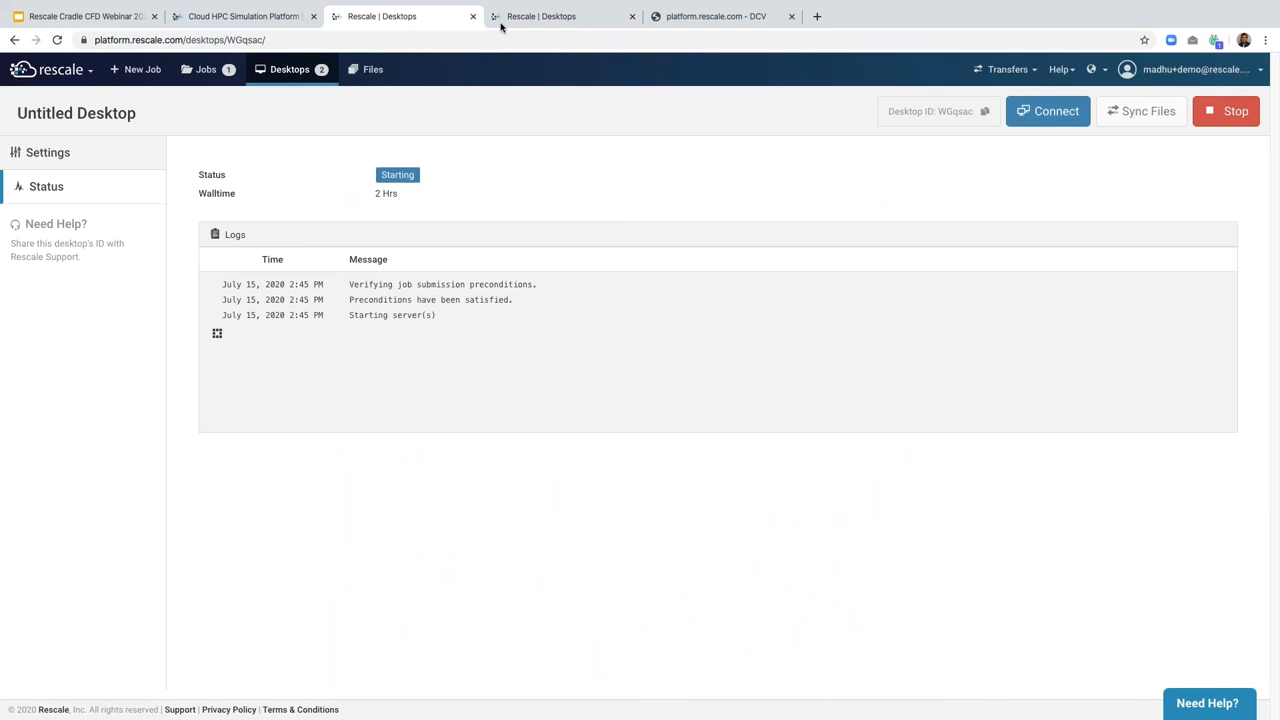 Rescale Cradle CFD Webinar 202
Cloud HPC Simulation Platform
Rescale | Desktops
Rescale | Desktops
platform.rescale.com - DCV
platform.rescale.com/desktops/WGqsac/
1
rescale
New Job
Jobs 1
Desktops 2
Files
Transfers
Help
madhu+demo@rescale....
Untitled Desktop
Desktop ID: WGqsac
Connect
Sync Files
Stop
Settings
Status
Need Help?
Share this desktop's ID with
Rescale Support.
Status Starting
Walltime 2 Hrs
Logs
Time Message
July 15, 2020 2:45 PM Verifying job submission preconditions.
July 15, 2020 2:45 PM Preconditions have been satisfied.
July 15, 2020 2:45 PM Starting server(s)
© 2020 Rescale, Inc. All rights reserved | Support | Privacy Policy | Terms & Conditions
Need Help?